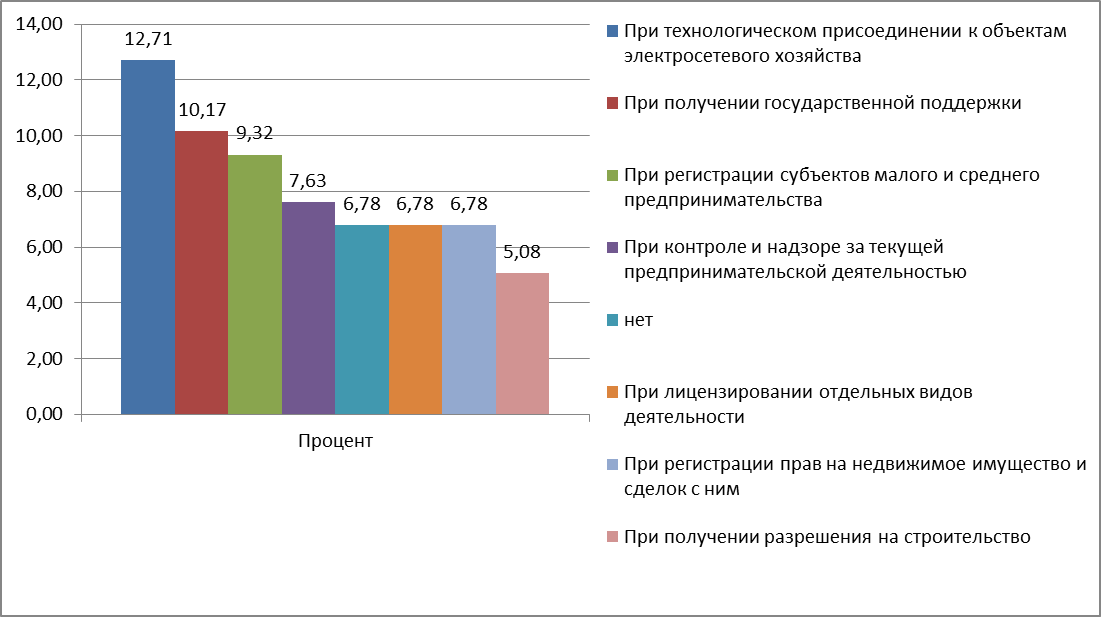 14,00
12,00
10,00
8,00
6,00
4,00
2,00
0,00
12,71
10,17
9,32
7,63
6,78
6,78
6,78
5,08
Процент
При технологическом присоединении к объектам
электросетевого хозяйства
При получении государственной поддержки
При регистрации субъектов малого и среднего
предпринимательства
При контроле и надзоре за текущей
предпринимательской деятельностью
нет
При лицензировании отдельных видов
деятельности
При регистрации прав на недвижимое имущество и
сделок с ним
При получении разрешения на строительство